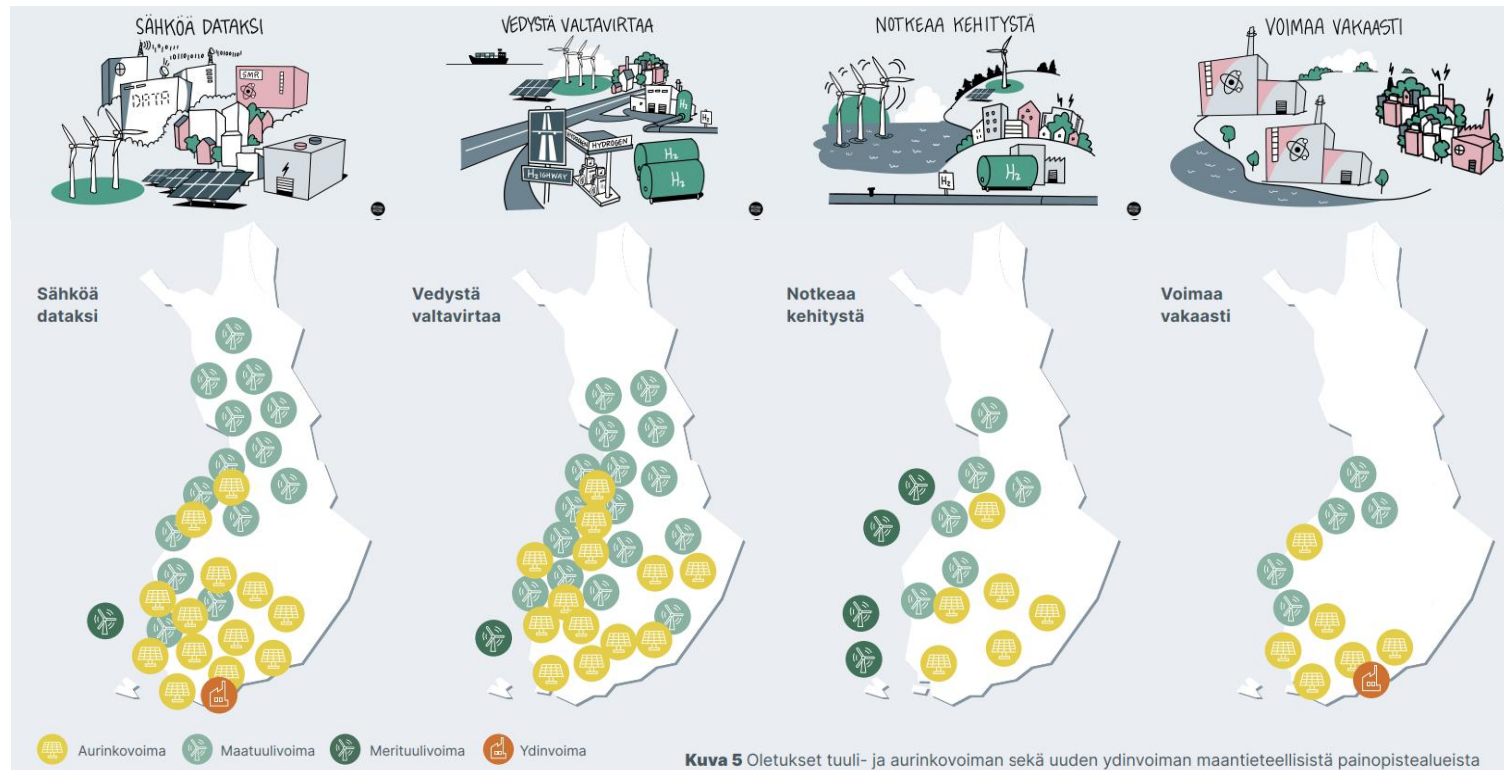 SÄHKÖÄ DATAKSI
SMR
DATA
VEDYSTÄ VALTAVIRTAA
H₂
H₂
HYDROGEN
H₂
H₂IGHWAY
H₂
NOTKEAA KEHITYSTÄ
H₂
H₂
VOIMAA VAKAASTI
Sähköä
dataksi
Vedystä
valtavirtaa
Notkeaa
kehitystä
Voimaa
vakaasti
Aurinkovoima
Maatuulivoima
Merituulivoima
Ydinvoima
Kuva 5 Oletukset tuuli- ja aurinkovoiman sekä uuden ydinvoiman maantieteellisistä painopistealueista